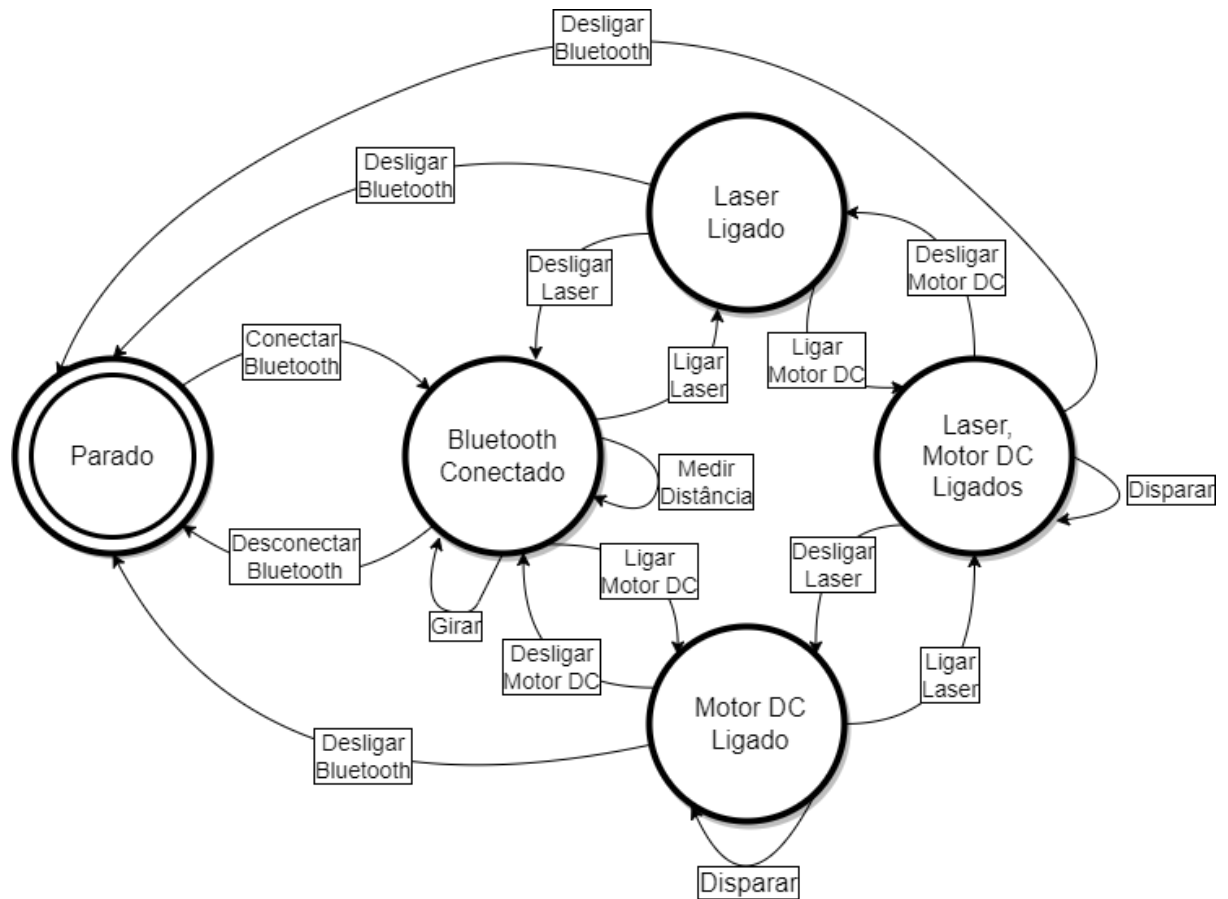 Desligar
Bluetooth
Desligar
Bluetooth
Laser
Ligado
Desligar
Laser
Desligar
Motor DC
Conectar
Bluetooth
Ligar
Laser
Ligar
Motor DC
Parado
Bluetooth
Conectado
Medir
Distância
Laser,
Motor DC
Ligados
Disparar
Desconectar
Bluetooth
Girar
Ligar
Motor DC
Desligar
Laser
Desligar
Motor DC
Ligar
Laser
Desligar
Bluetooth
Motor DC
Ligado
Disparar